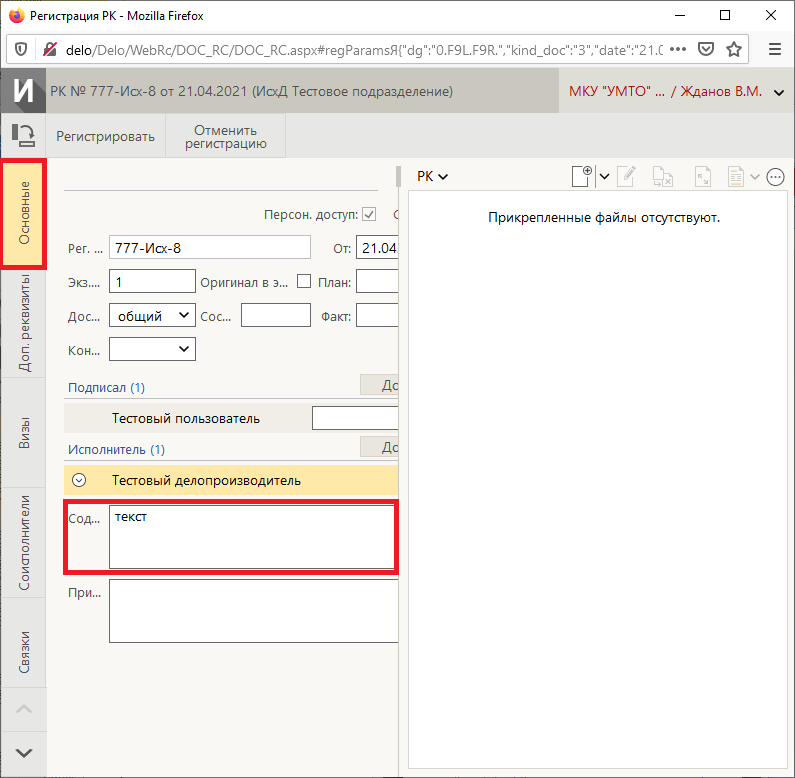 Регистрация РК - Mozilla Firefox
delo/Delo/WebRc/DOC_RC/DOC_RC.aspx#regParamsЯ{"dg":"0.F9L.F9R.","kind_doc":"3","date":"21.0
И РК № 777-Исх-8 от 21.04.2021 (ИсхД Тестовое подразделение) МКУ "УМТО" ... / Жданов В.М.
Регистрировать Отменить регистрацию
Основные
Доп. реквизиты
Визы
Соисполнители
Связки
Персон. доступ:
Рег. ... 777-Исх-8 От: 21.04
Экз.... 1 Оригинал в э... План:
Дос... общий Сос... Факт:
Кон...
Подписал (1) До
Тестовый пользователь
Исполнитель (1) До
Тестовый делопроизводитель
Сод... текст
При...
РК
Прикрепленные файлы отсутствуют.